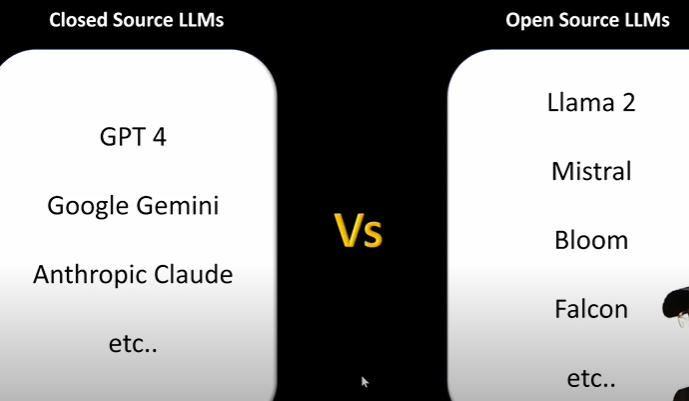 Closed Source LLMs
GPT 4
Google Gemini
Anthropic Claude
etc..
Vs
Open Source LLMs
Llama 2
Mistral
Bloom
Falcon
etc..